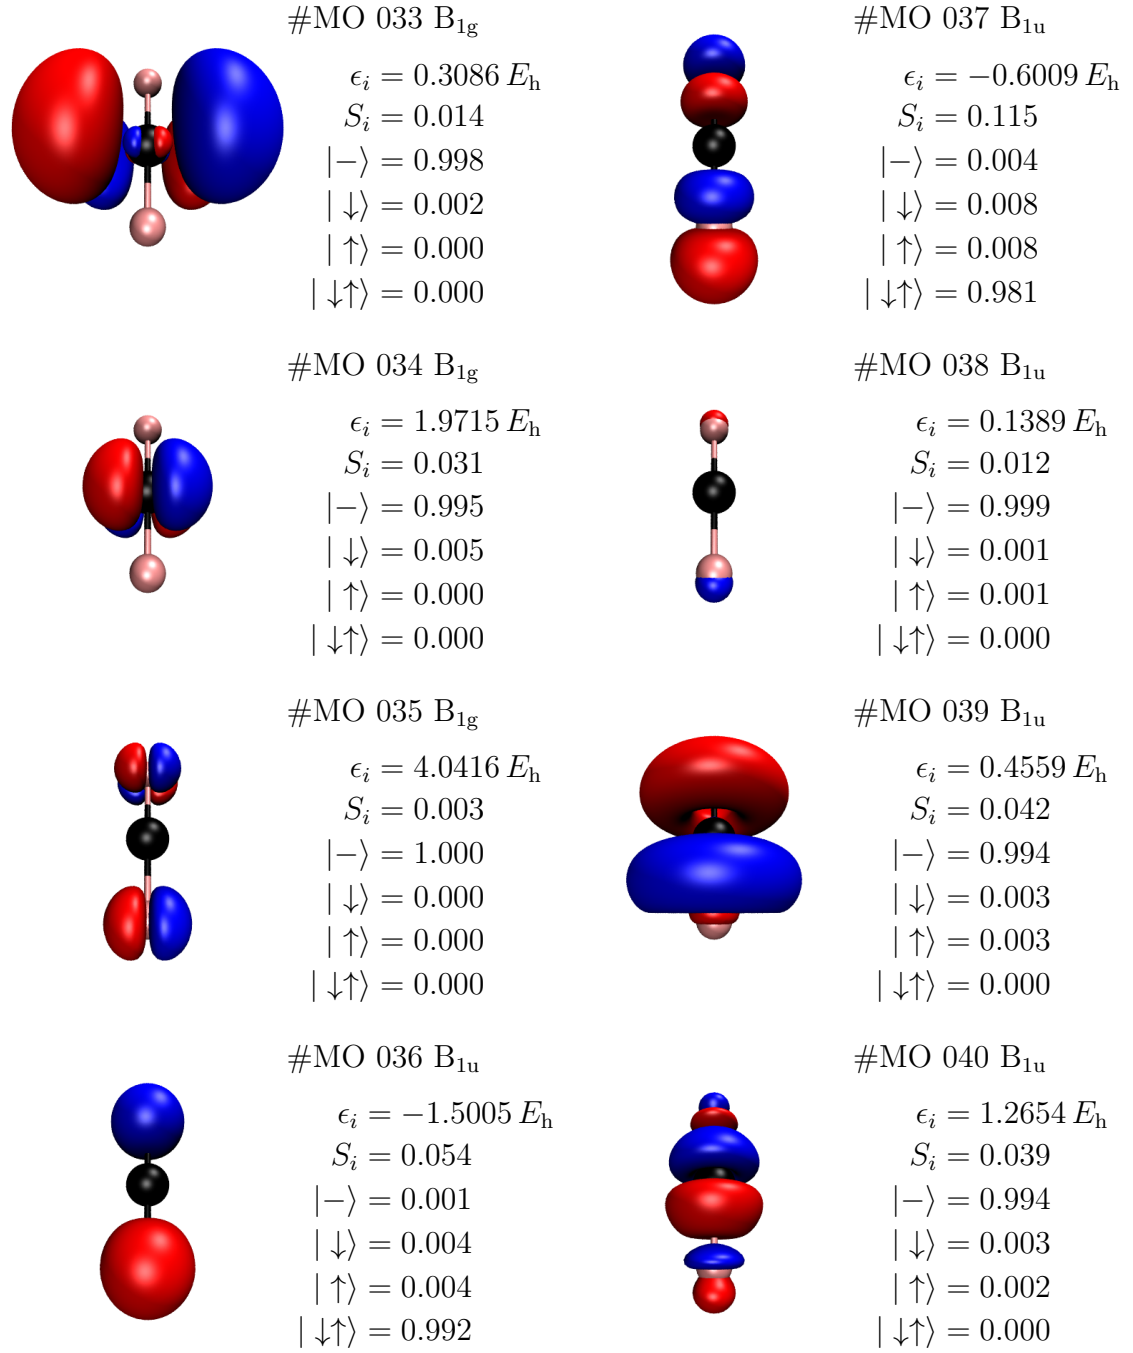 #MO 033 B₁g
ϵᵢ = 0.3086 Eₕ
Sᵢ = 0.014
|−⟩ = 0.998
|↓⟩ = 0.002
|↑⟩ = 0.000
|↓↑⟩ = 0.000
#MO 034 B₁g
ϵᵢ = 1.9715 Eₕ
Sᵢ = 0.031
|−⟩ = 0.995
|↓⟩ = 0.005
|↑⟩ = 0.000
|↓↑⟩ = 0.000
#MO 035 B₁g
ϵᵢ = 4.0416 Eₕ
Sᵢ = 0.003
|−⟩ = 1.000
|↓⟩ = 0.000
|↑⟩ = 0.000
|↓↑⟩ = 0.000
#MO 036 B₁ᵤ
ϵᵢ = −1.5005 Eₕ
Sᵢ = 0.054
|−⟩ = 0.001
|↓⟩ = 0.004
|↑⟩ = 0.004
|↓↑⟩ = 0.992
#MO 037 B₁ᵤ
ϵᵢ = −0.6009 Eₕ
Sᵢ = 0.115
|−⟩ = 0.004
|↓⟩ = 0.008
|↑⟩ = 0.008
|↓↑⟩ = 0.981
#MO 038 B₁ᵤ
ϵᵢ = 0.1389 Eₕ
Sᵢ = 0.012
|−⟩ = 0.999
|↓⟩ = 0.001
|↑⟩ = 0.001
|↓↑⟩ = 0.000
#MO 039 B₁ᵤ
ϵᵢ = 0.4559 Eₕ
Sᵢ = 0.042
|−⟩ = 0.994
|↓⟩ = 0.003
|↑⟩ = 0.003
|↓↑⟩ = 0.000
#MO 040 B₁ᵤ
ϵᵢ = 1.2654 Eₕ
Sᵢ = 0.039
|−⟩ = 0.994
|↓⟩ = 0.003
|↑⟩ = 0.002
|↓↑⟩ = 0.000